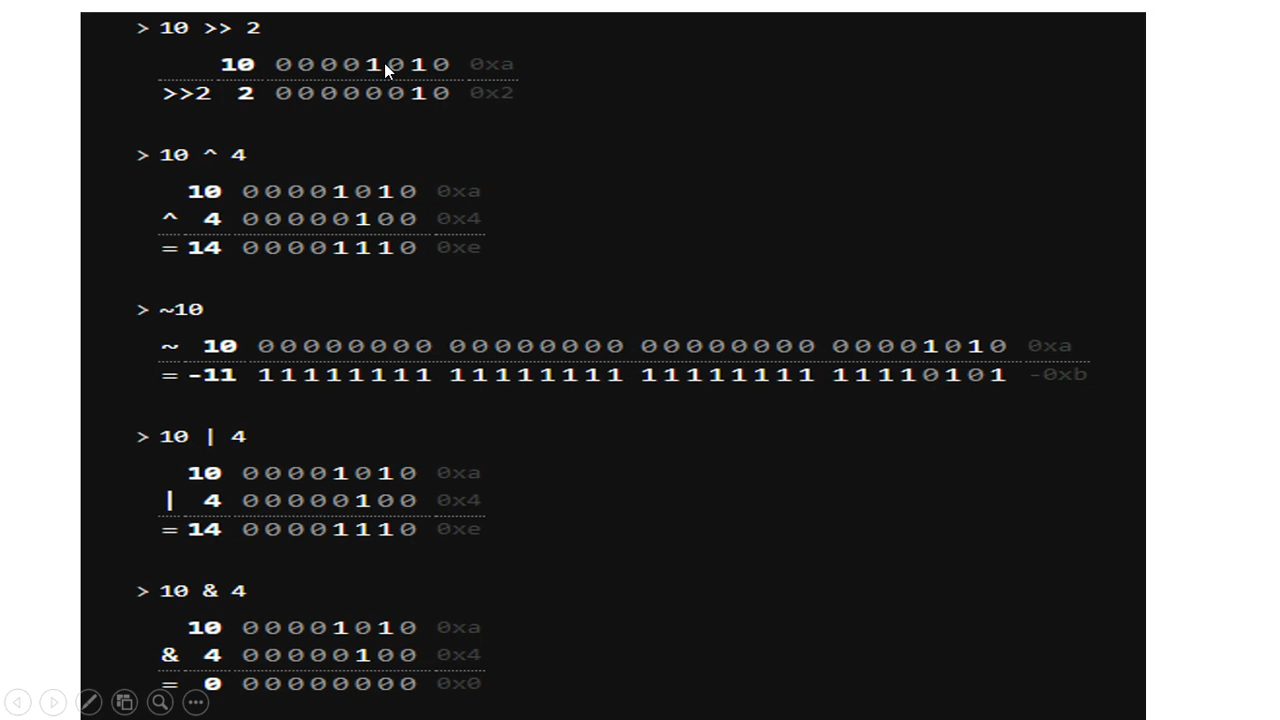 > 10 >> 2
10 00001010 0xa
>>2 2 00000010 0x2
> 10 ^ 4
10 00001010 0xa
^ 4 00000100 0x4
= 14 00001110 0xe
> ~10
~ 10 00000000 00000000 00000000 00001010 0xa
= -11 11111111 11111111 11111111 11110101 -0xb
> 10 | 4
10 00001010 0xa
| 4 00000100 0x4
= 14 00001110 0xe
> 10 & 4
10 00001010 0xa
& 4 00000100 0x4
= 0 00000000 0x0